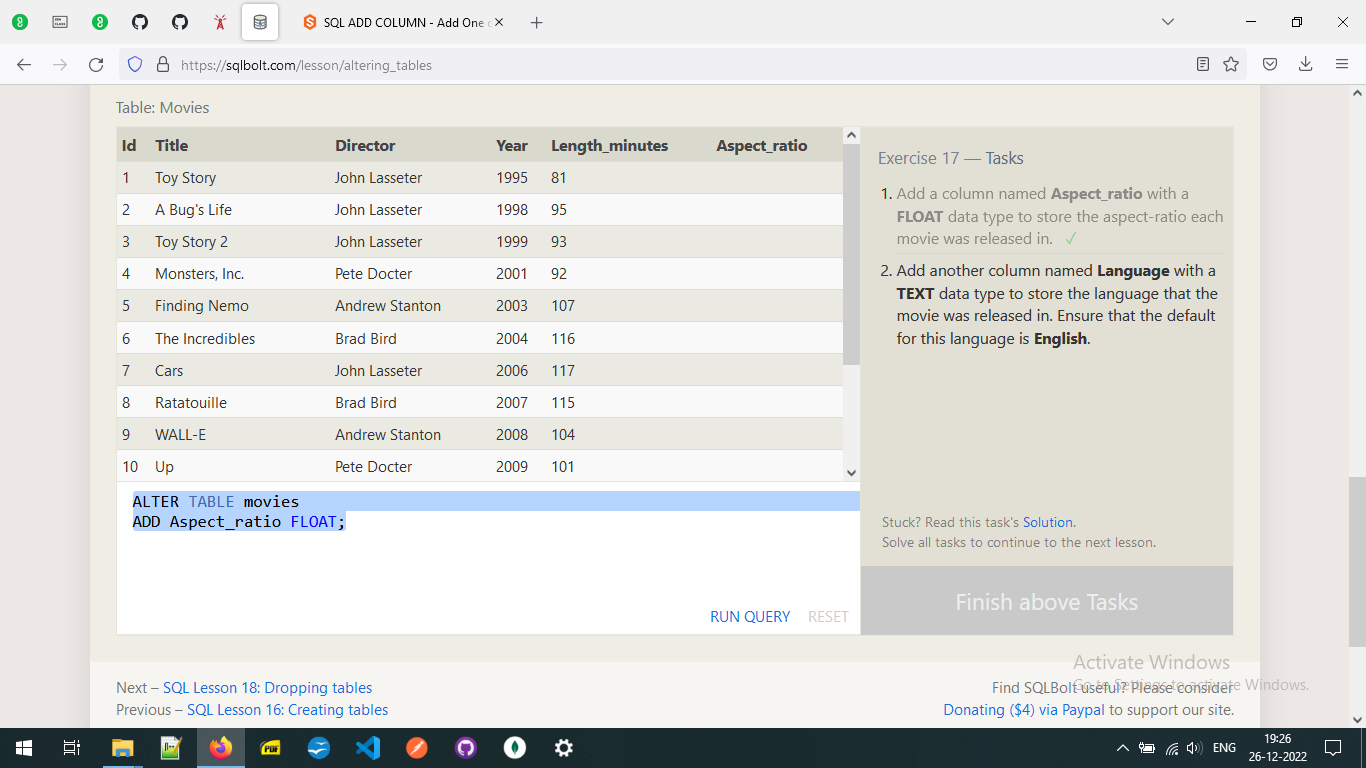 SQL ADD COLUMN - Add One
https://sqlbolt.com/lesson/altering_tables
Table: Movies
Id Title Director Year Length_minutes Aspect_ratio
1 Toy Story John Lasseter 1995 81
2 A Bug's Life John Lasseter 1998 95
3 Toy Story 2 John Lasseter 1999 93
4 Monsters, Inc. Pete Docter 2001 92
5 Finding Nemo Andrew Stanton 2003 107
6 The Incredibles Brad Bird 2004 116
7 Cars John Lasseter 2006 117
8 Ratatouille Brad Bird 2007 115
9 WALL-E Andrew Stanton 2008 104
10 Up Pete Docter 2009 101
ALTER TABLE movies
ADD Aspect_ratio FLOAT;
RUN QUERY RESET
Exercise 17 — Tasks
1. Add a column named Aspect_ratio with a
FLOAT data type to store the aspect-ratio each
movie was released in. ✓
2. Add another column named Language with a
TEXT data type to store the language that the
movie was released in. Ensure that the default
for this language is English.
Stuck? Read this task's Solution.
Solve all tasks to continue to the next lesson.
Finish above Tasks
Next – SQL Lesson 18: Dropping tables
Previous – SQL Lesson 16: Creating tables
Find SQLBolt useful? Please consider
Donating ($4) via Paypal to support our site.
Activate Windows
Go to Settings to activate Windows.
PDF
ENG
19:26
26-12-2022